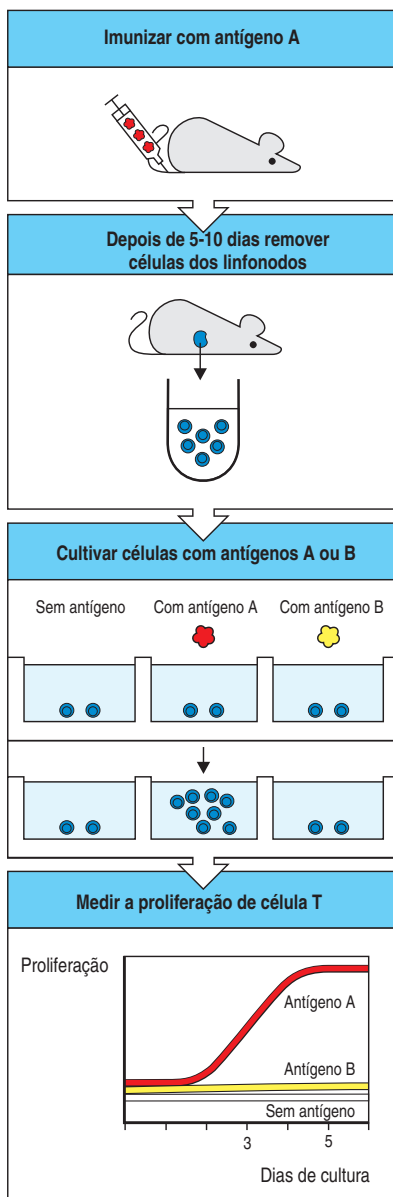 Imunizar com antígeno A
Depois de 5-10 dias remover
células dos linfonodos
Cultivar células com antígenos A ou B
Sem antígeno Com antígeno A Com antígeno B
Medir a proliferação de célula T
Proliferação
Antígeno A
Antígeno B
Sem antígeno
3 5
Dias de cultura